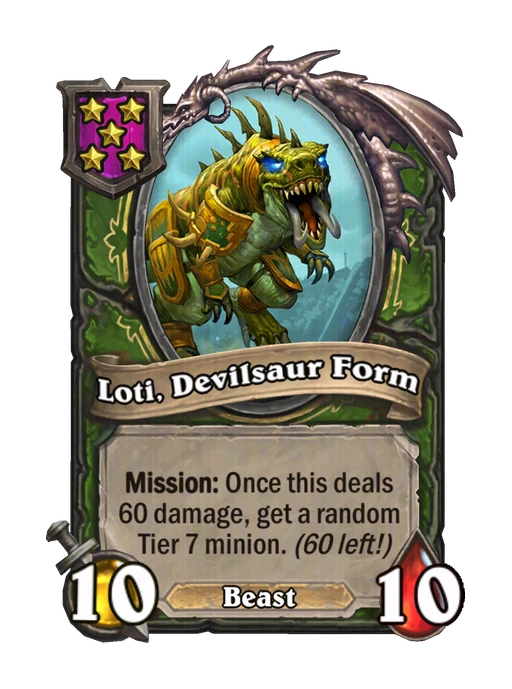 Loti, Devilsaur Form
Mission: Once this deals
60 damage, get a random
Tier 7 minion. (60 left!)
10
Beast
10